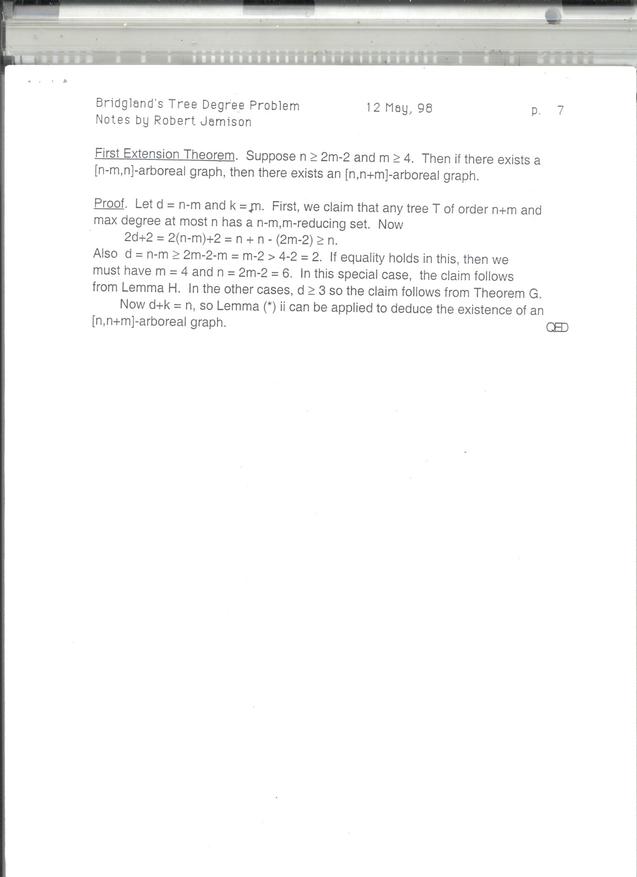 Bridgland's Tree Degree Problem 12 May, 98 p. 7
Notes by Robert Jamison
First Extension Theorem. Suppose n ≥ 2m-2 and m ≥ 4. Then if there exists a
[n-m,n]-arboreal graph, then there exists an [n,n+m]-arboreal graph.
Proof. Let d = n-m and k = m. First, we claim that any tree T of order n+m and
max degree at most n has a n-m,m-reducing set. Now
2d+2 = 2(n-m)+2 = n + n - (2m-2) ≥ n.
Also d = n-m ≥ 2m-2-m = m-2 > 4-2 = 2. If equality holds in this, then we
must have m = 4 and n = 2m-2 = 6. In this special case, the claim follows
from Lemma H. In the other cases, d ≥ 3 so the claim follows from Theorem G.
Now d+k = n, so Lemma (*) ii can be applied to deduce the existence of an
[n,n+m]-arboreal graph. QED